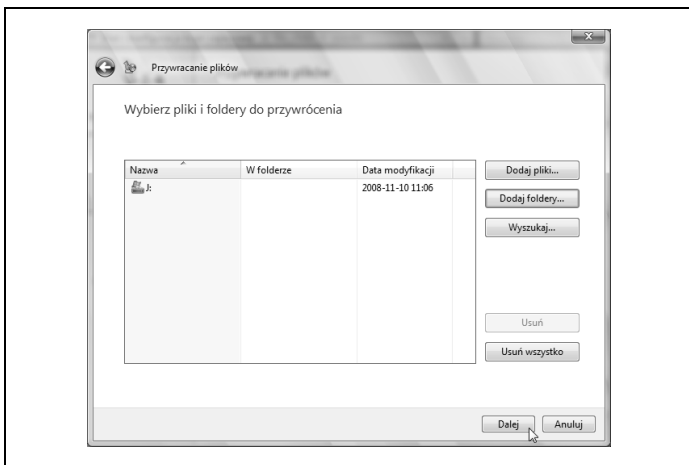 Przywracanie plików
Wybierz pliki i foldery do przywrócenia
Nazwa W folderze Data modyfikacji
J: 2008-11-10 11:06
Dodaj pliki...
Dodaj foldery...
Wyszukaj...
Usuń
Usuń wszystko
Dalej Anuluj